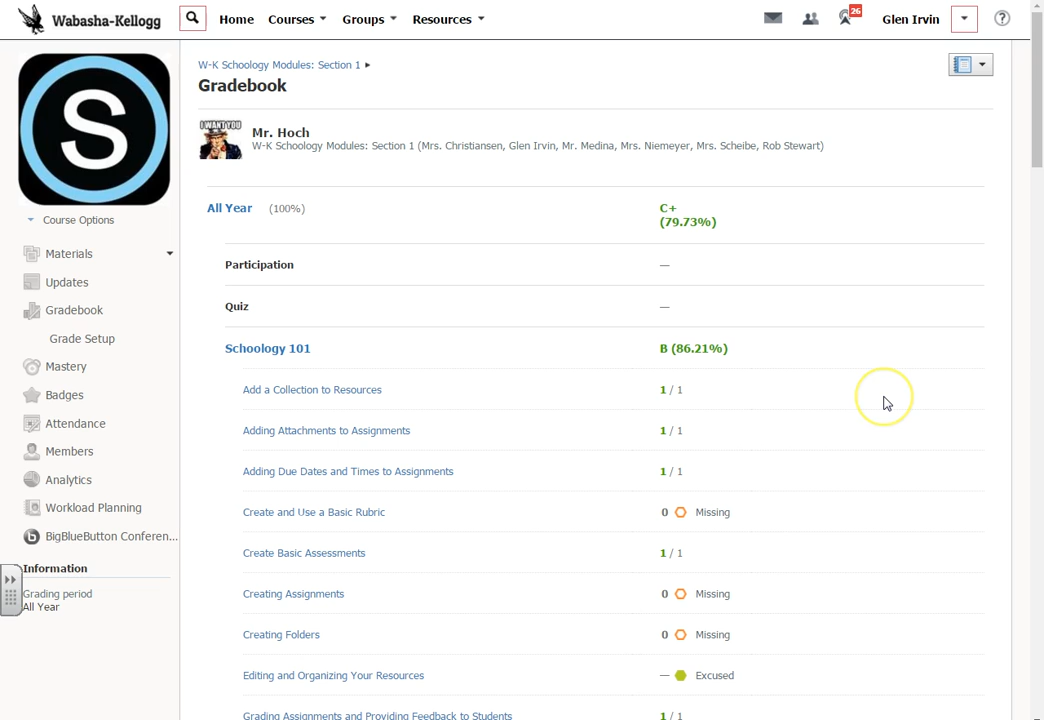 Wabasha-Kellogg
Home
Courses
Groups
Resources
26
Glen Irvin
?
S
W-K Schoology Modules: Section 1
Gradebook
I WANT YOU
Mr. Hoch
W-K Schoology Modules: Section 1 (Mrs. Christiansen, Glen Irvin, Mr. Medina, Mrs. Niemeyer, Mrs. Scheibe, Rob Stewart)
Course Options
Materials
Updates
Gradebook
Grade Setup
Mastery
Badges
Attendance
Members
Analytics
Workload Planning
BigBlueButton Conferen...
Information
Grading period
All Year
All Year (100%) C+
(79.73%)
Participation —
Quiz —
Schoology 101 B (86.21%)
Add a Collection to Resources 1 / 1
Adding Attachments to Assignments 1 / 1
Adding Due Dates and Times to Assignments 1 / 1
Create and Use a Basic Rubric 0 Missing
Create Basic Assessments 1 / 1
Creating Assignments 0 Missing
Creating Folders 0 Missing
Editing and Organizing Your Resources — Excused
Grading Assignments and Providing Feedback to Students 1 / 1